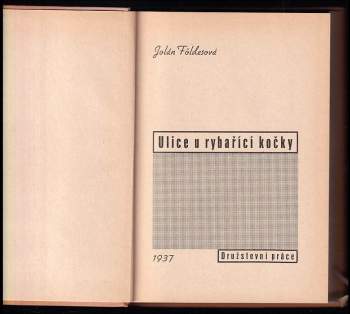 Jolán Földesová
Ulice u rybařící kočky
1937
Družstevní práce